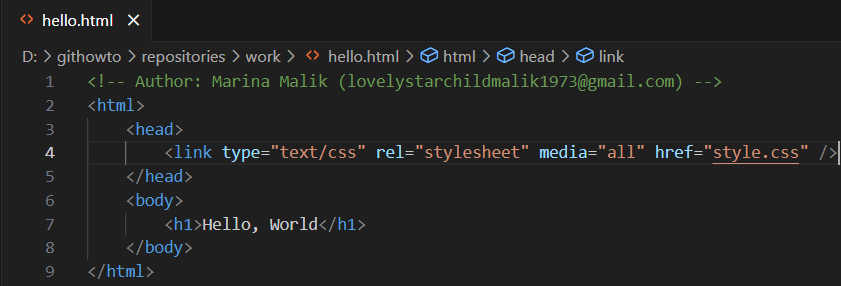 hello.html
D: > githowto > repositories > work > hello.html > html > head > link
1 <!-- Author: Marina Malik (lovelystarchildmalik1973@gmail.com) -->
2 <html>
3     <head>
4         <link type="text/css" rel="stylesheet" media="all" href="style.css" />
5     </head>
6     <body>
7         <h1>Hello, World</h1>
8     </body>
9 </html>